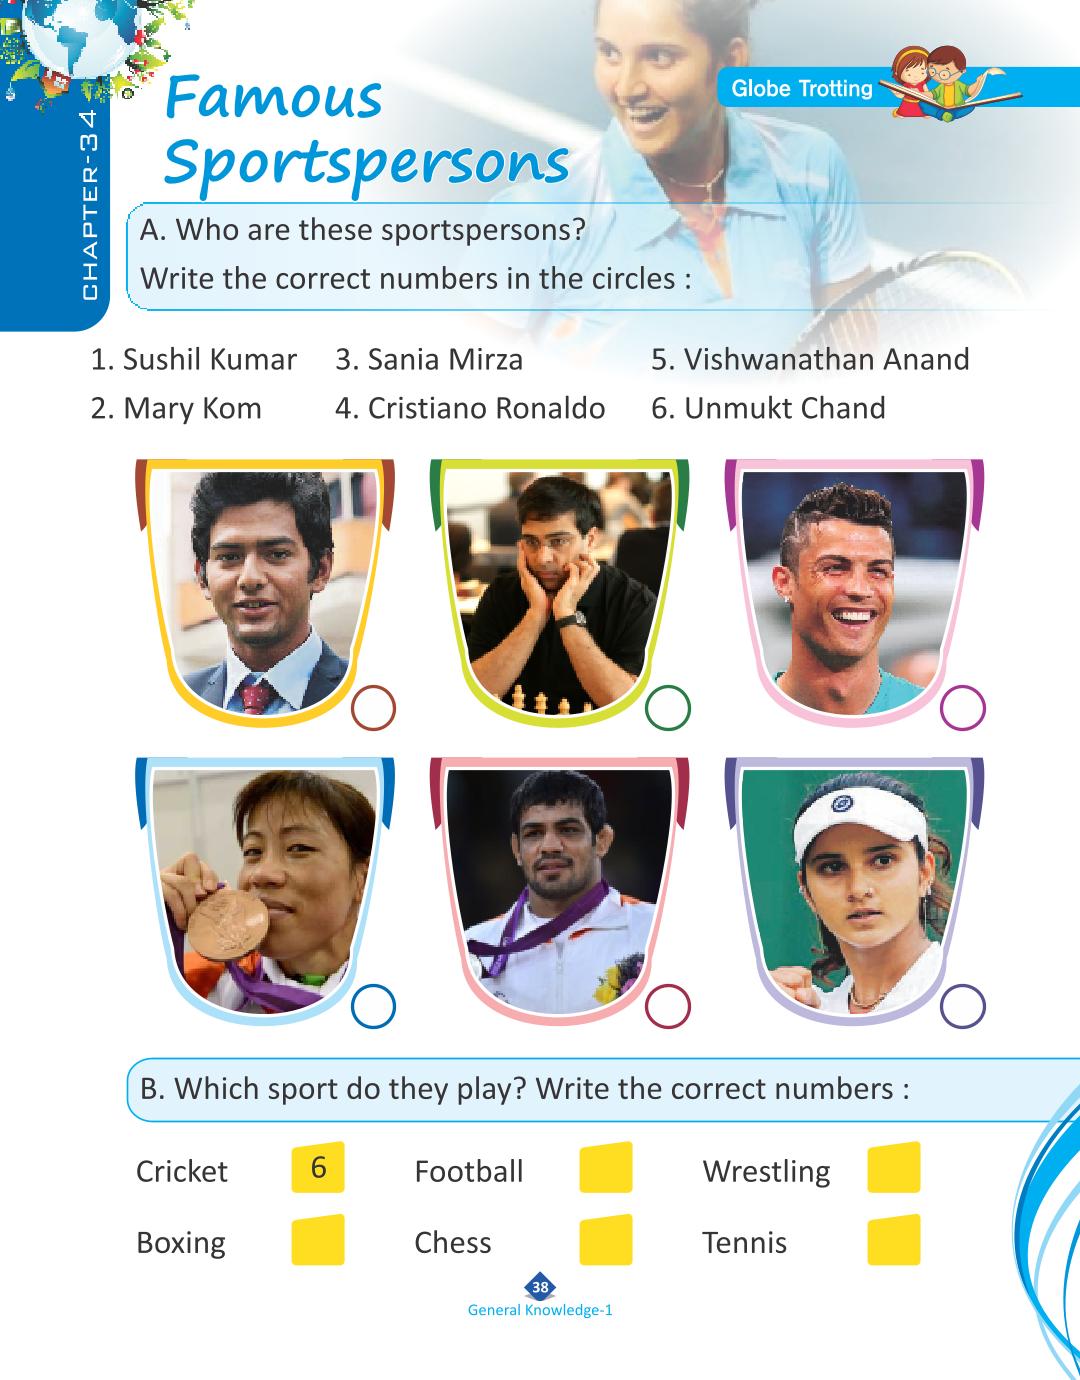 CHAPTER-34
Globe Trotting
Famous
Sportspersons
A. Who are these sportspersons?
Write the correct numbers in the circles :
1. Sushil Kumar 3. Sania Mirza 5. Vishwanathan Anand
2. Mary Kom 4. Cristiano Ronaldo 6. Unmukt Chand
B. Which sport do they play? Write the correct numbers :
Cricket 6 Football Wrestling
Boxing Chess Tennis
38
General Knowledge-1